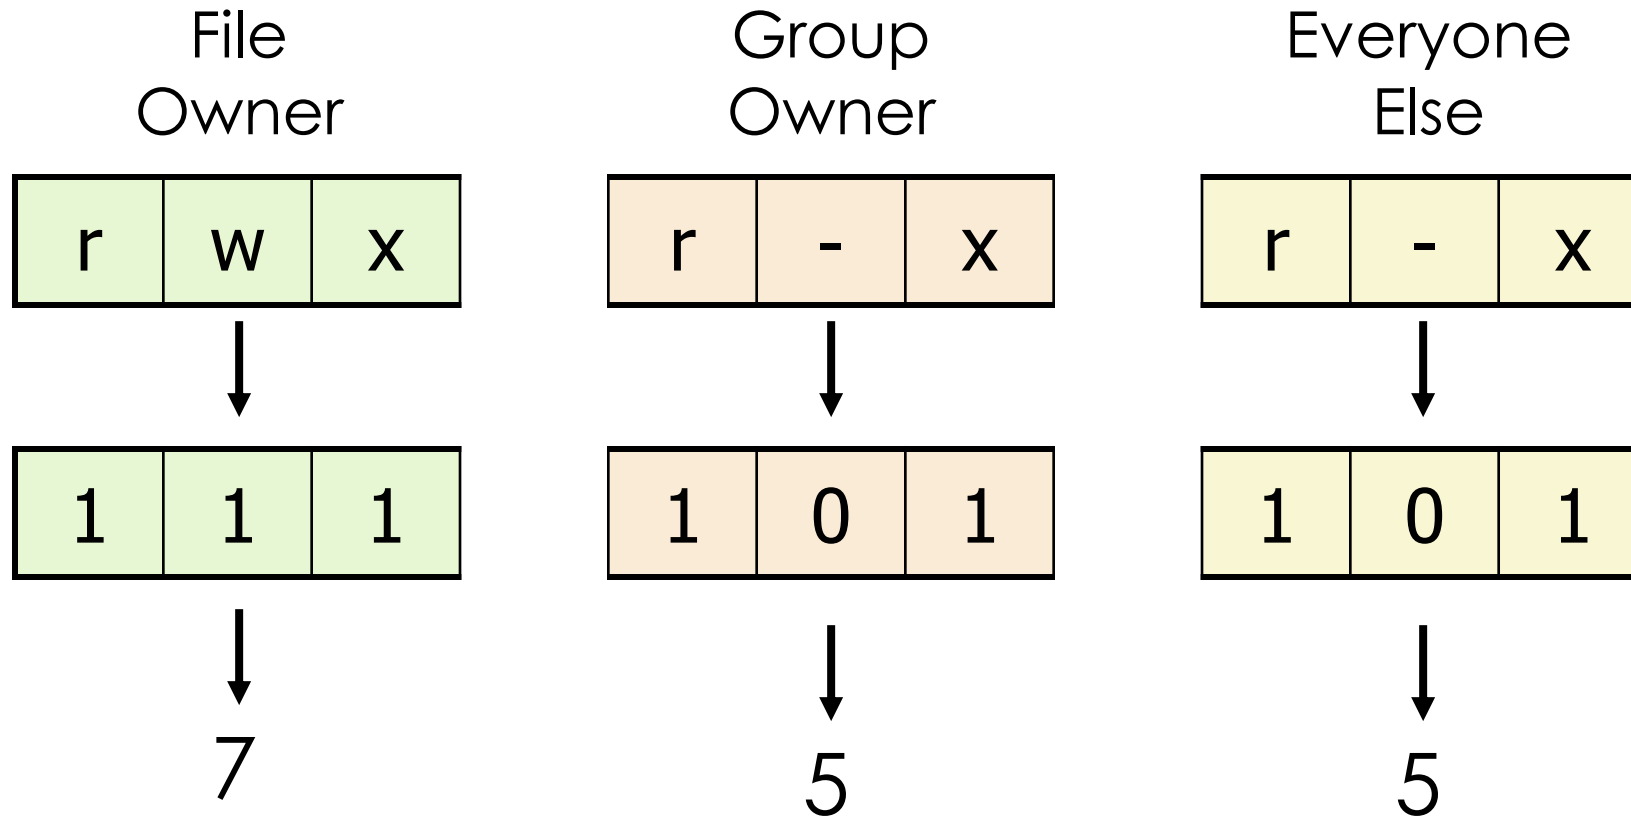 File
Owner
Group
Owner
Everyone
Else
r w x
r - x
r - x
1 1 1
1 0 1
1 0 1
7
5
5